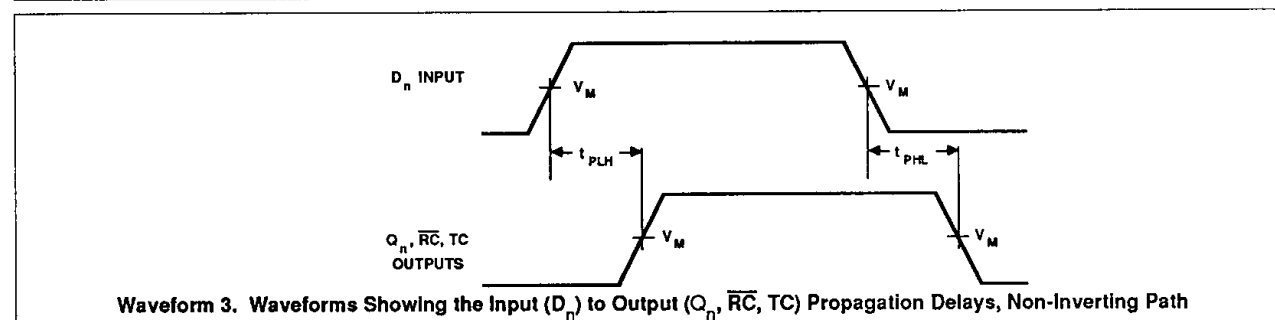 Dn INPUT
VM
VM
tPLH
tPHL
Qn, RC, TC
OUTPUTS
VM
VM
Waveform 3. Waveforms Showing the Input (Dn) to Output (Qn, RC, TC) Propagation Delays, Non-Inverting Path